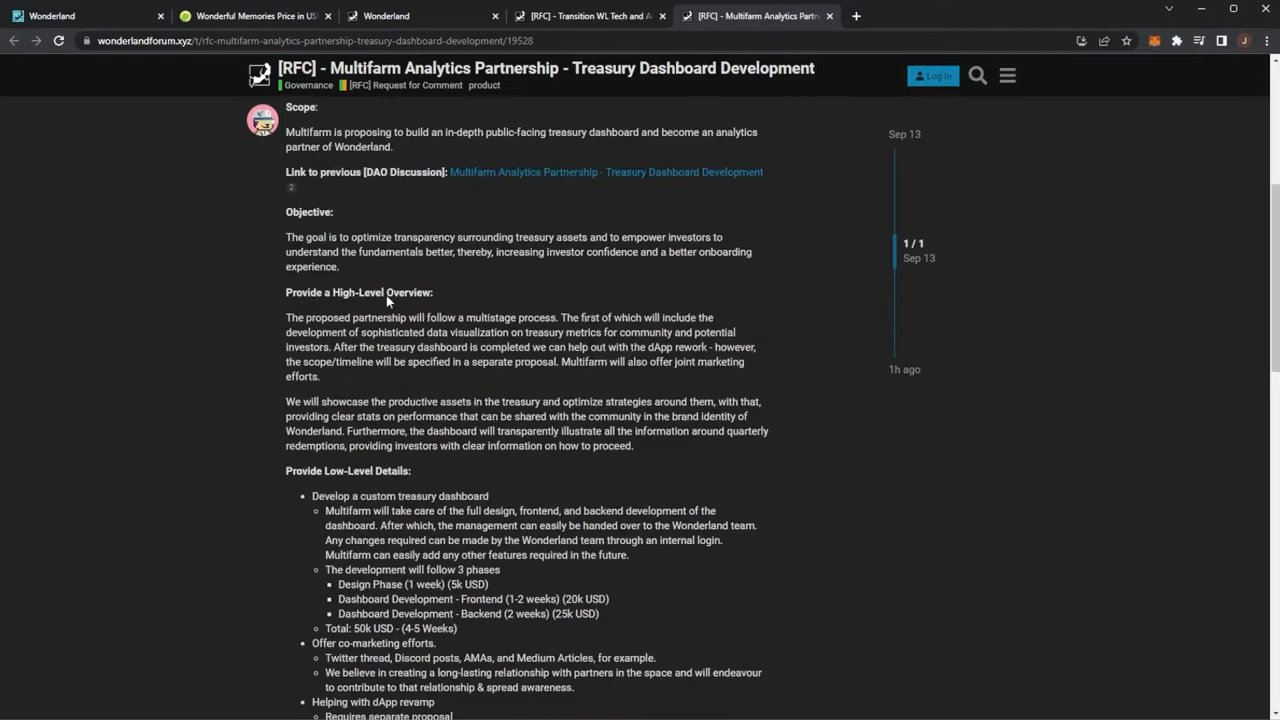 Wonderland
Wonderful Memories Price in US
Wonderland
[RFC] - Transition WL Tech and A
[RFC] - Multifarm Analytics Partn
wonderlandforum.xyz/t/rfc-multifarm-analytics-partnership-treasury-dashboard-development/19528
J
[RFC] - Multifarm Analytics Partnership - Treasury Dashboard Development
Governance [RFC] Request for Comment product
Log In
Scope:
Multifarm is proposing to build an in-depth public-facing treasury dashboard and become an analytics
partner of Wonderland.
Link to previous [DAO Discussion]: Multifarm Analytics Partnership - Treasury Dashboard Development
2
Objective:
The goal is to optimize transparency surrounding treasury assets and to empower investors to
understand the fundamentals better, thereby, increasing investor confidence and a better onboarding
experience.
Provide a High-Level Overview:
The proposed partnership will follow a multistage process. The first of which will include the
development of sophisticated data visualization on treasury metrics for community and potential
investors. After the treasury dashboard is completed we can help out with the dApp rework - however,
the scope/timeline will be specified in a separate proposal. Multifarm will also offer joint marketing
efforts.
We will showcase the productive assets in the treasury and optimize strategies around them, with that,
providing clear stats on performance that can be shared with the community in the brand identity of
Wonderland. Furthermore, the dashboard will transparently illustrate all the information around quarterly
redemptions, providing investors with clear information on how to proceed.
Provide Low-Level Details:
Develop a custom treasury dashboard
Multifarm will take care of the full design, frontend, and backend development of the
dashboard. After which, the management can easily be handed over to the Wonderland team.
Any changes required can be made by the Wonderland team through an internal login.
Multifarm can easily add any other features required in the future.
The development will follow 3 phases
Design Phase (1 week) (5k USD)
Dashboard Development - Frontend (1-2 weeks) (20k USD)
Dashboard Development - Backend (2 weeks) (25k USD)
Total: 50k USD - (4-5 Weeks)
Offer co-marketing efforts.
Twitter thread, Discord posts, AMAs, and Medium Articles, for example.
We believe in creating a long-lasting relationship with partners in the space and will endeavour
to contribute to that relationship & spread awareness.
Helping with dApp revamp
Requires separate proposal
Sep 13
1 / 1
Sep 13
1h ago